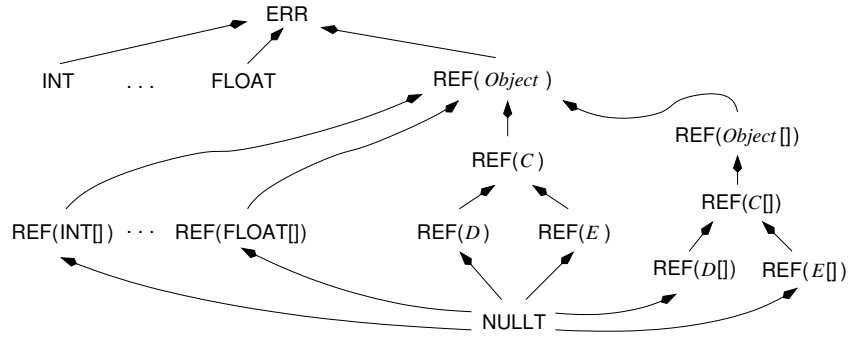 ERR
INT . . . FLOAT REF(Object)
REF(Object[])
REF(C)
REF(C[])
REF(INT[]) . . . REF(FLOAT[]) REF(D) REF(E)
REF(D[]) REF(E[])
NULLT